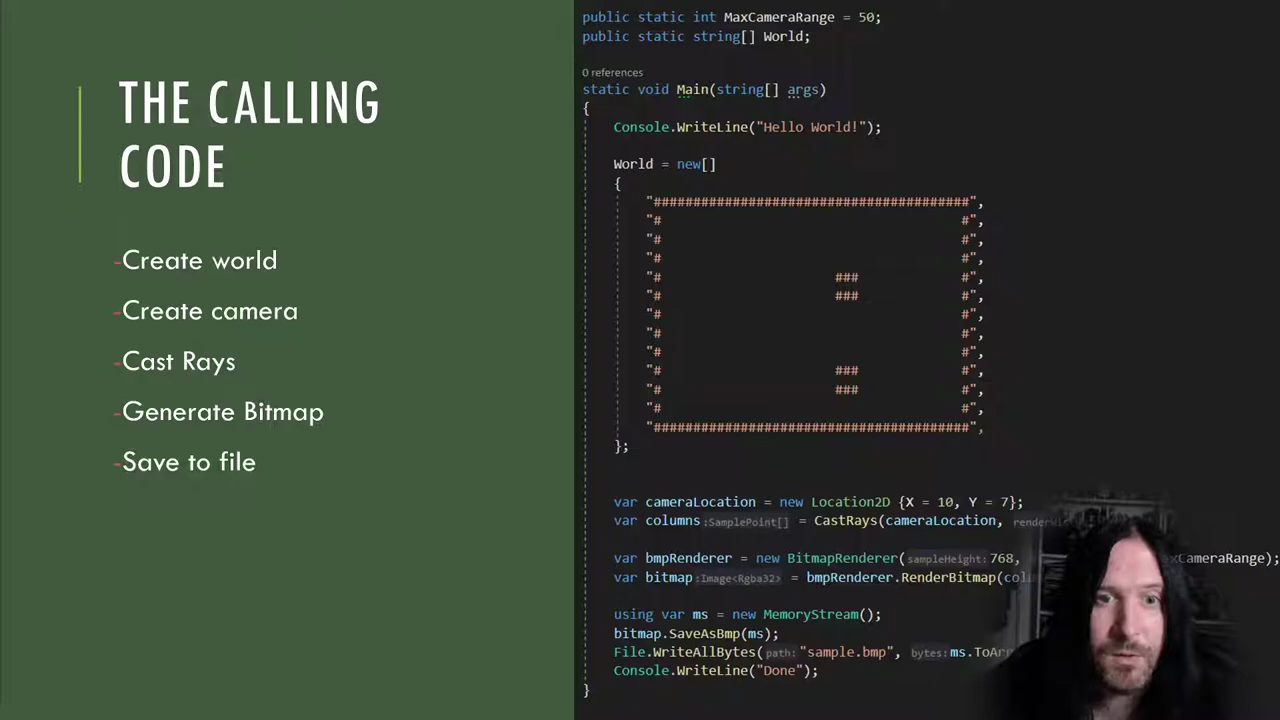 THE CALLING
CODE
-Create world
-Create camera
-Cast Rays
-Generate Bitmap
-Save to file
public static int MaxCameraRange = 50;
public static string[] World;
0 references
static void Main(string[] args)
{
Console.WriteLine("Hello World!");
World = new[]
{
"########################################",
"#                                      #",
"#                                      #",
"#                                      #",
"#                      ###             #",
"#                      ###             #",
"#                                      #",
"#                                      #",
"#                                      #",
"#                      ###             #",
"#                      ###             #",
"#                                      #",
"########################################",
};
var cameraLocation = new Location2D {X = 10, Y = 7};
var columns:SamplePoint[] = CastRays(cameraLocation,
var bmpRenderer = new BitmapRenderer(sampleHeight:768, xCameraRange);
var bitmap:Image<Rgba32> = bmpRenderer.RenderBitmap(
using var ms = new MemoryStream();
bitmap.SaveAsBmp(ms);
File.WriteAllBytes(path:"sample.bmp", bytes:ms.ToAr
Console.WriteLine("Done");
}